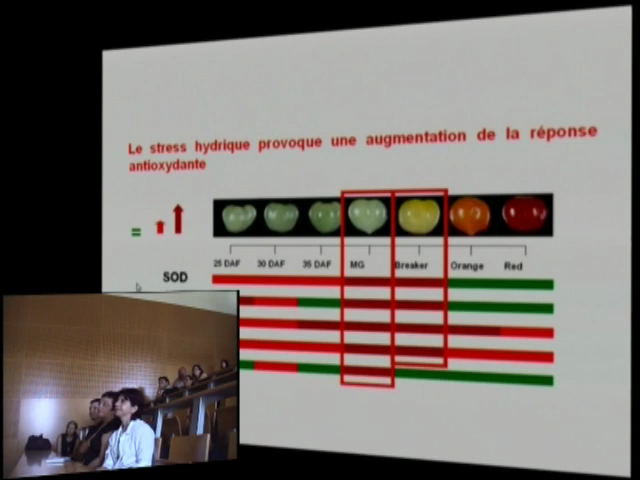 Le stress hydrique provoque une augmentation de la réponse
antioxydante
=
25 DAF 30 DAF 35 DAF MG Breaker Orange Red
SOD